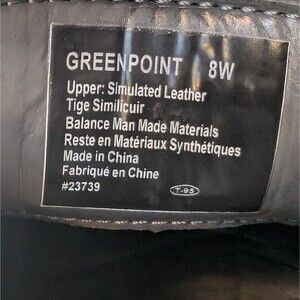 GREENPOINT 8W
Upper: Simulated Leather
Tige Similicuir
Balance Man Made Materials
Reste en Matériaux Synthétiques
Made in China
Fabriqué en Chine
#23739 T-95